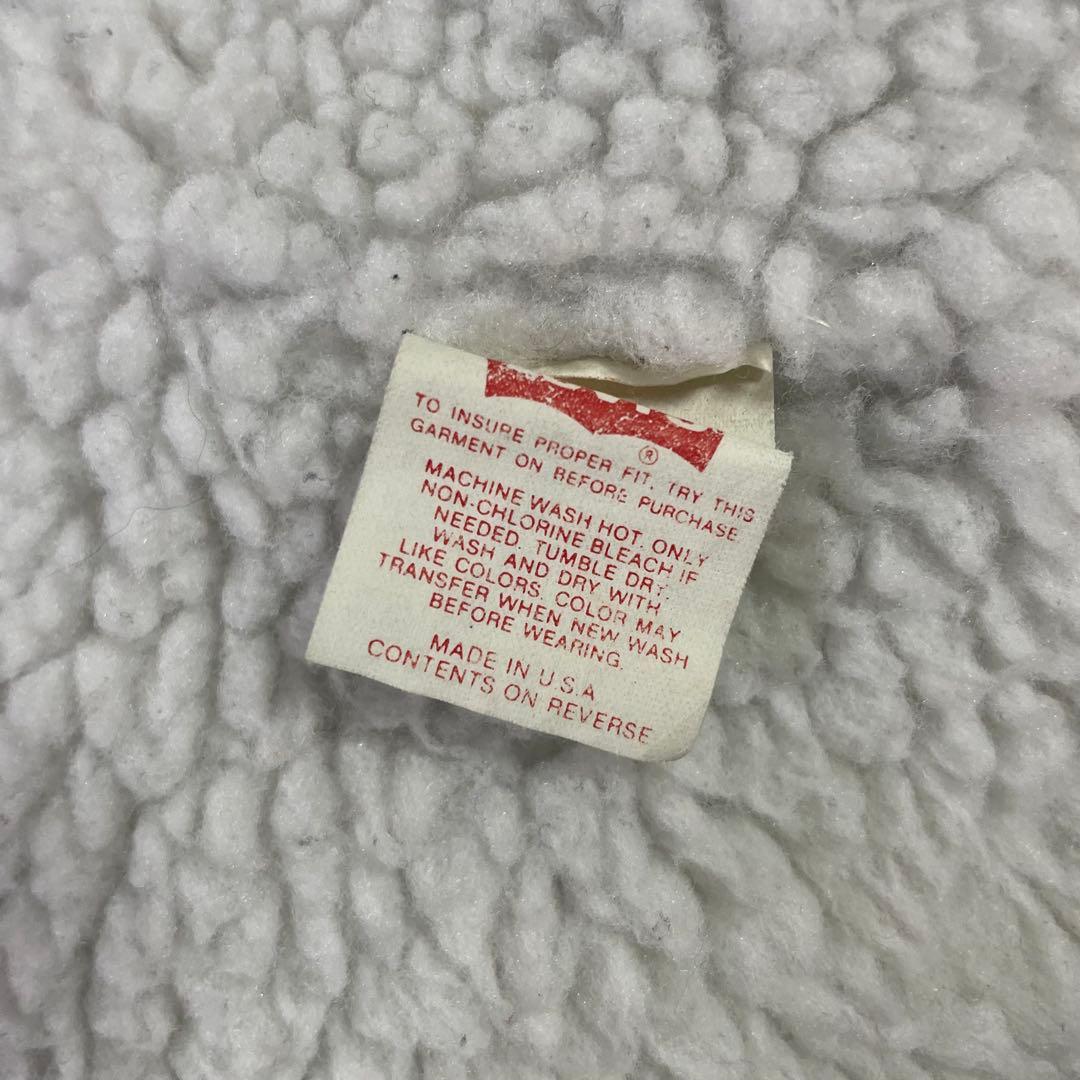 ®
TO INSURE PROPER FIT, TRY THIS
GARMENT ON BEFORE PURCHASE
MACHINE WASH HOT, ONLY
NON-CHLORINE BLEACH IF
NEEDED. TUMBLE DRY.
WASH AND DRY WITH
LIKE COLORS. COLOR MAY
TRANSFER WHEN NEW WASH
BEFORE WEARING.
MADE IN U.S.A
CONTENTS ON REVERSE